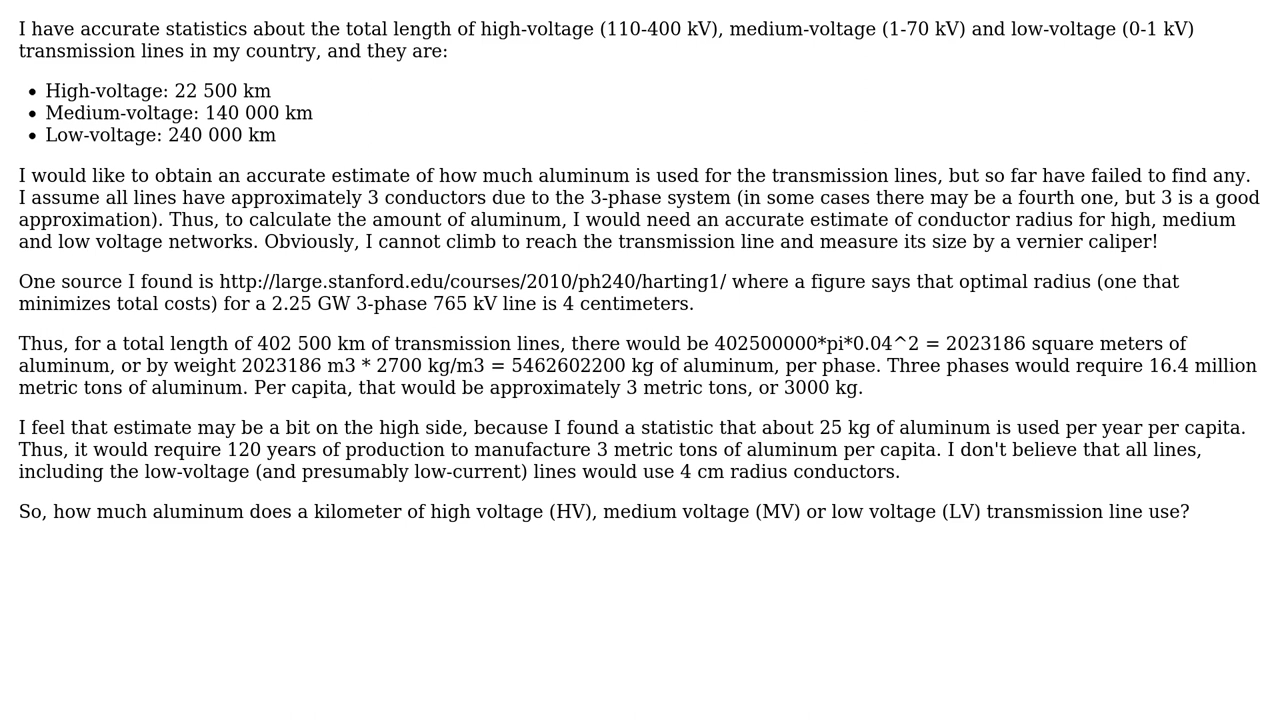 I have accurate statistics about the total length of high-voltage (110-400 kV), medium-voltage (1-70 kV) and low-voltage (0-1 kV)
transmission lines in my country, and they are:
• High-voltage: 22 500 km
• Medium-voltage: 140 000 km
• Low-voltage: 240 000 km
I would like to obtain an accurate estimate of how much aluminum is used for the transmission lines, but so far have failed to find any.
I assume all lines have approximately 3 conductors due to the 3-phase system (in some cases there may be a fourth one, but 3 is a good
approximation). Thus, to calculate the amount of aluminum, I would need an accurate estimate of conductor radius for high, medium
and low voltage networks. Obviously, I cannot climb to reach the transmission line and measure its size by a vernier caliper!
One source I found is http://large.stanford.edu/courses/2010/ph240/harting1/ where a figure says that optimal radius (one that
minimizes total costs) for a 2.25 GW 3-phase 765 kV line is 4 centimeters.
Thus, for a total length of 402 500 km of transmission lines, there would be 402500000*pi*0.04^2 = 2023186 square meters of
aluminum, or by weight 2023186 m3 * 2700 kg/m3 = 5462602200 kg of aluminum, per phase. Three phases would require 16.4 million
metric tons of aluminum. Per capita, that would be approximately 3 metric tons, or 3000 kg.
I feel that estimate may be a bit on the high side, because I found a statistic that about 25 kg of aluminum is used per year per capita.
Thus, it would require 120 years of production to manufacture 3 metric tons of aluminum per capita. I don't believe that all lines,
including the low-voltage (and presumably low-current) lines would use 4 cm radius conductors.
So, how much aluminum does a kilometer of high voltage (HV), medium voltage (MV) or low voltage (LV) transmission line use?